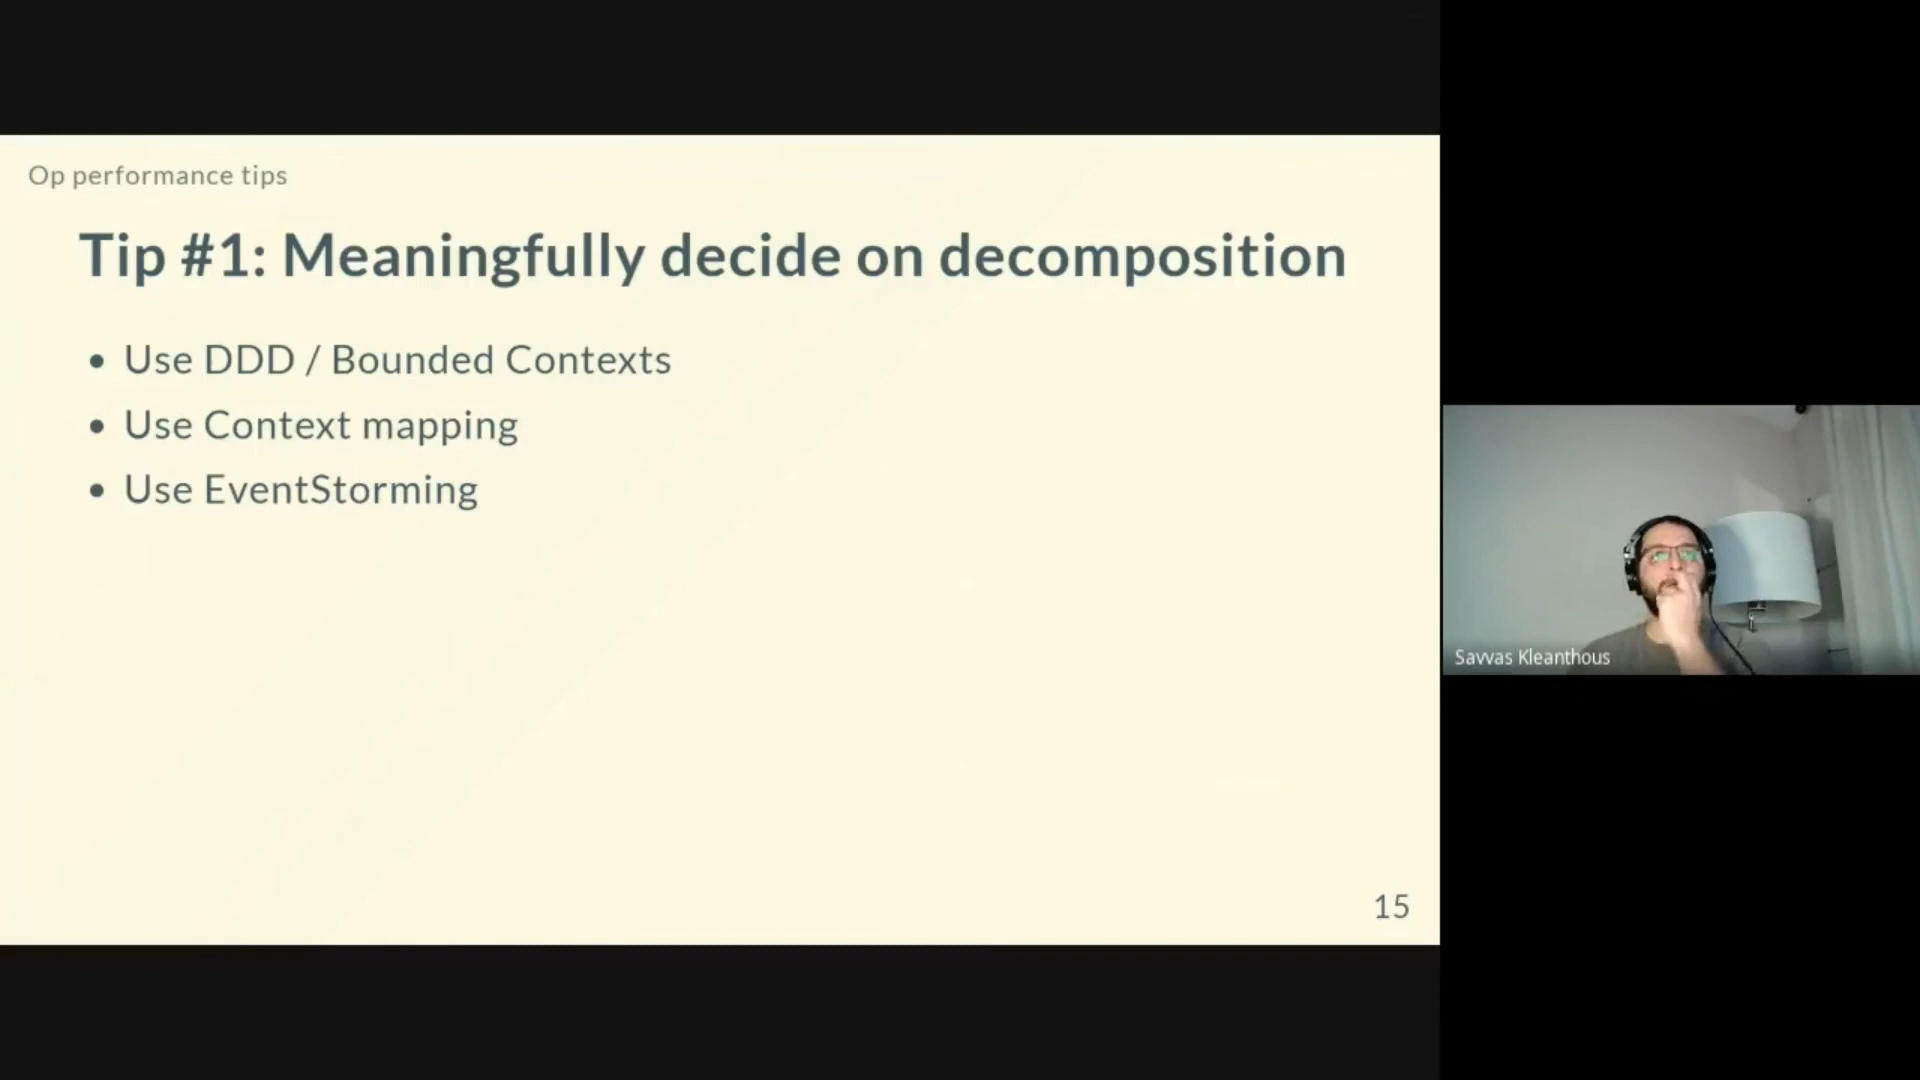 Op performance tips
Tip #1: Meaningfully decide on decomposition
• Use DDD / Bounded Contexts
• Use Context mapping
• Use EventStorming
15
Savvas Kleanthous